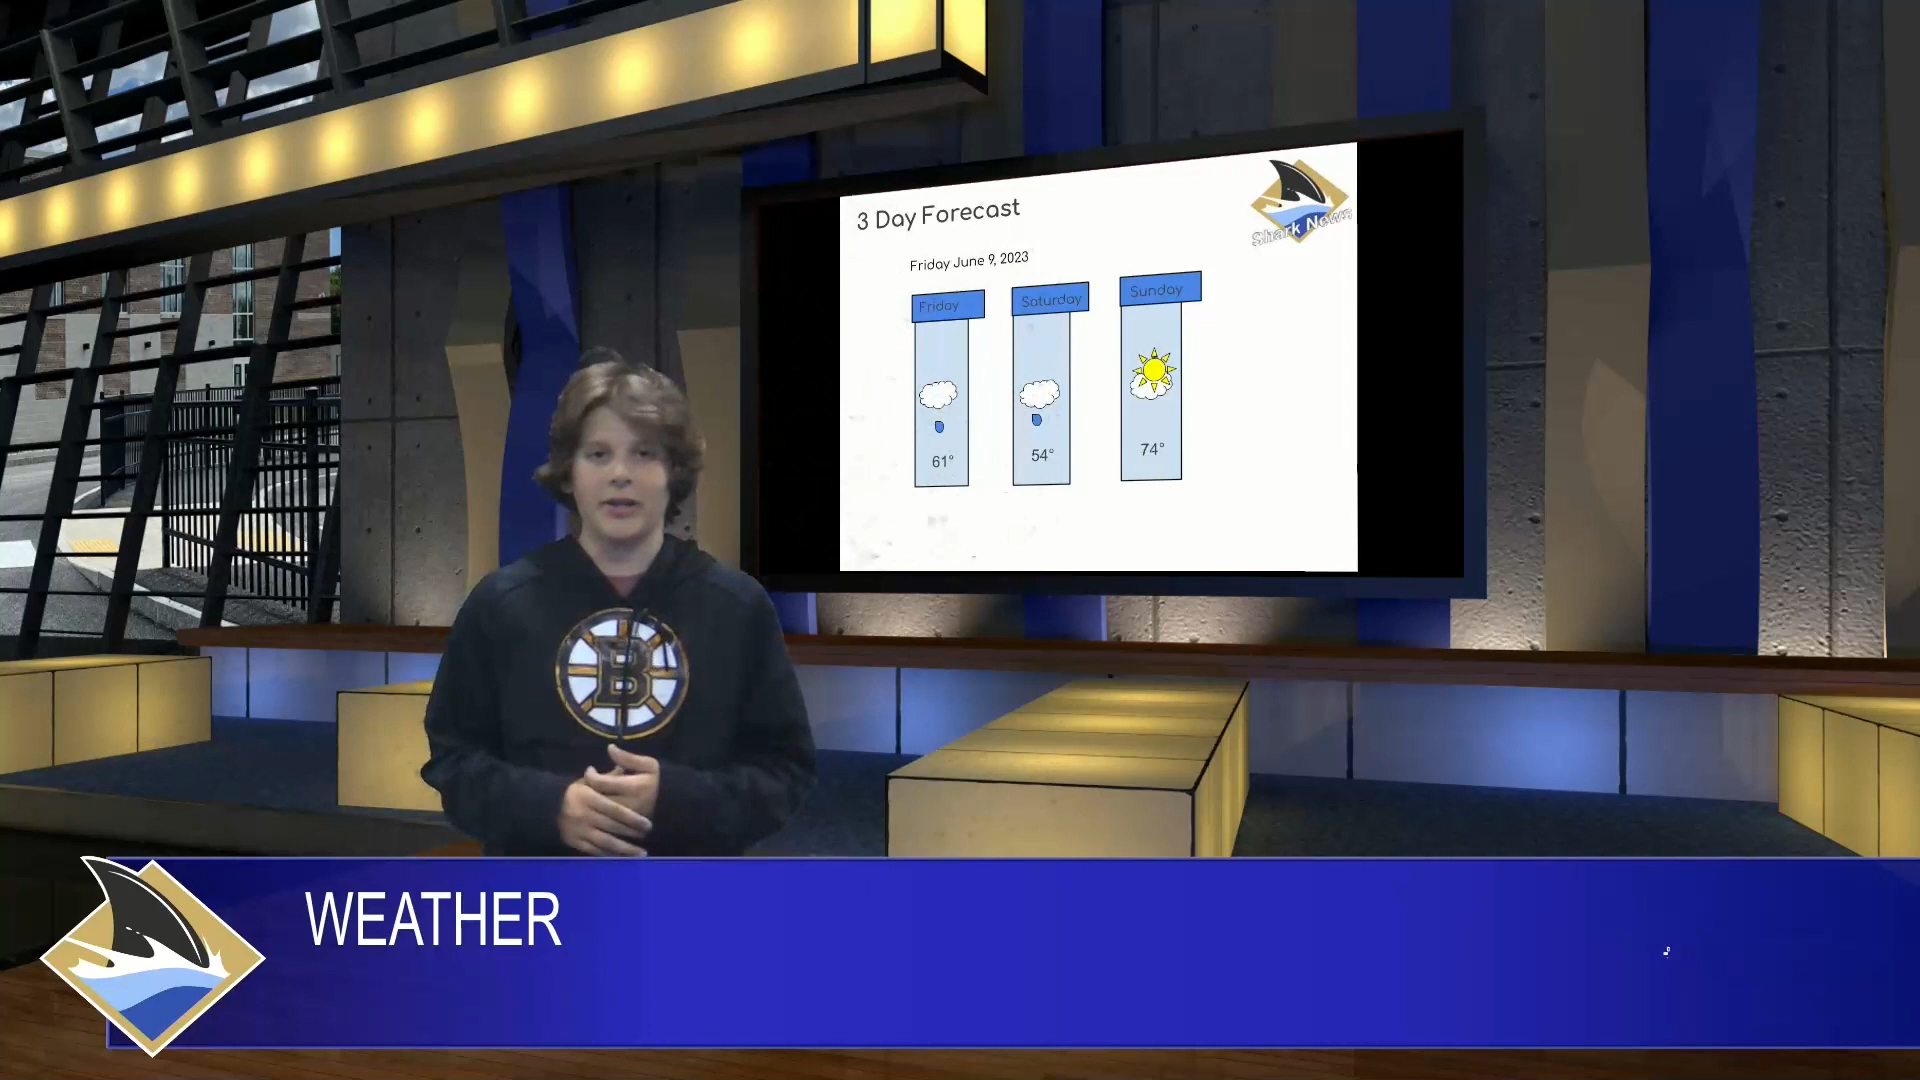 3 Day Forecast
Shark News
Friday June 9, 2023
Friday
Saturday
Sunday
61°
54°
74°
B
WEATHER